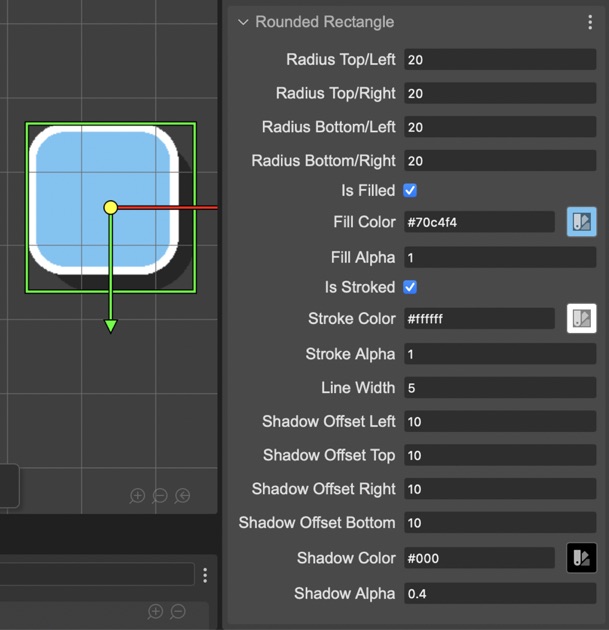 Rounded Rectangle
Radius Top/Left 20
Radius Top/Right 20
Radius Bottom/Left 20
Radius Bottom/Right 20
Is Filled
Fill Color #70c4f4
Fill Alpha 1
Is Stroked
Stroke Color #ffffff
Stroke Alpha 1
Line Width 5
Shadow Offset Left 10
Shadow Offset Top 10
Shadow Offset Right 10
Shadow Offset Bottom 10
Shadow Color #000
Shadow Alpha 0.4